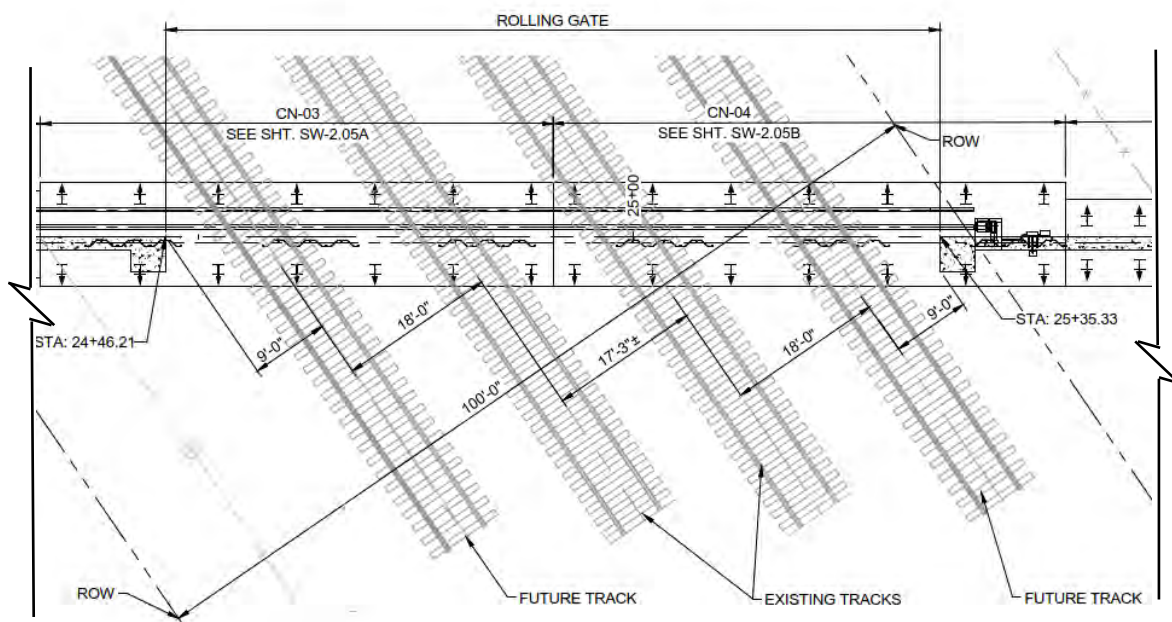 ROLLING GATE
CN-03
SEE SHT. SW-2.05A
CN-04
SEE SHT. SW-2.05B
ROW
25+00
STA: 24+46.21
9'-0"
18'-0"
100'-0"
17'-3"±
18'-0"
9'-0"
STA: 25+35.33
ROW
FUTURE TRACK
EXISTING TRACKS
FUTURE TRACK